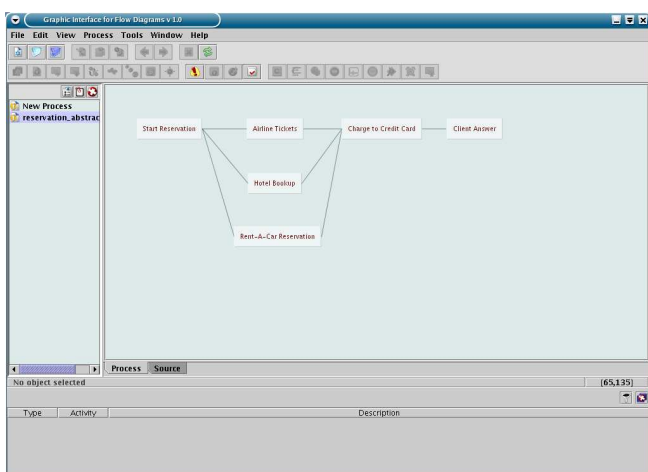 Graphic Interface for Flow Diagrams v 1.0
File Edit View Process Tools Window Help
New Process
reservation_abstrac
Start Reservation Airline Tickets Charge to Credit Card Client Answer
Hotel Bookup
Rent-A-Car Reservation
Process Source
No object selected (65,135)
Type Activity Description